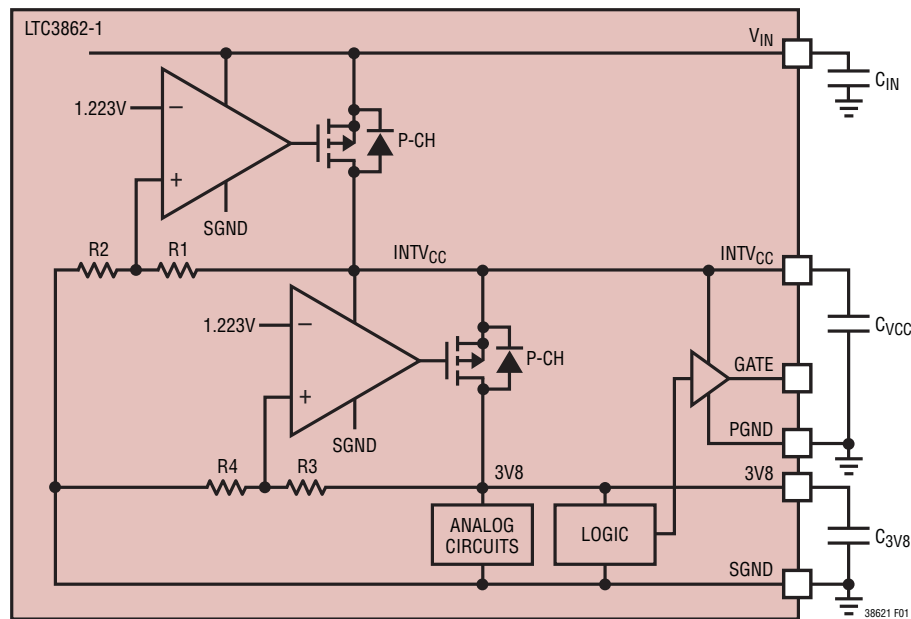 LTC3862-1
VIN
CIN
1.223V
−
P-CH
+
SGND
R2
R1
INTVCC
INTVCC
1.223V
−
CVCC
P-CH
GATE
+
SGND
PGND
R4
R3
3V8
3V8
ANALOG
CIRCUITS
LOGIC
C3V8
SGND
38621 F01